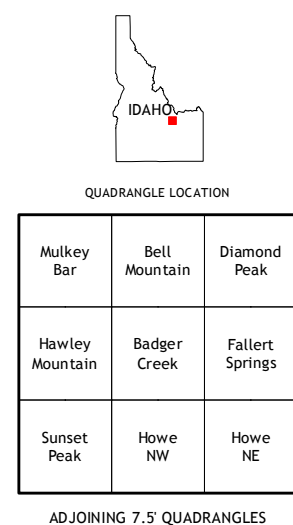 IDAHO
QUADRANGLE LOCATION
Mulkey
Bar
Bell
Mountain
Diamond
Peak
Hawley
Mountain
Badger
Creek
Fallert
Springs
Sunset
Peak
Howe
NW
Howe
NE
ADJOINING 7.5' QUADRANGLES